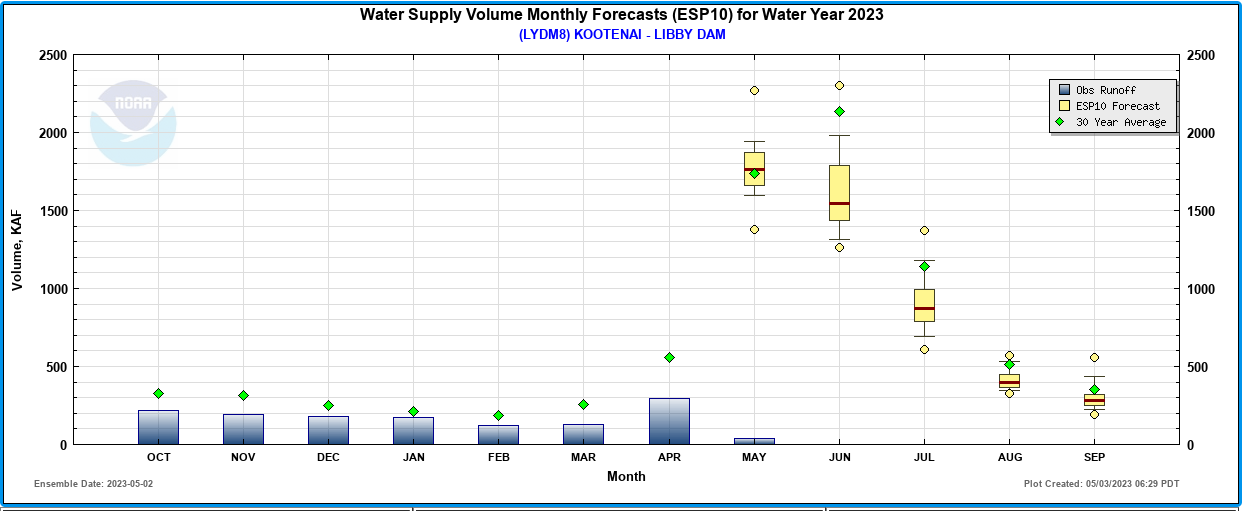 Water Supply Volume Monthly Forecasts (ESP10) for Water Year 2023
(LYDM8) KOOTENAI - LIBBY DAM
2500 2500
NOAA
Obs Runoff
ESP10 Forecast
30 Year Average
2000 2000
1500 1500
Volume, KAF
1000 1000
500 500
0 0
OCT NOV DEC JAN FEB MAR APR MAY JUN JUL AUG SEP
Month
Ensemble Date: 2023-05-02 Plot Created: 05/03/2023 06:29 PDT